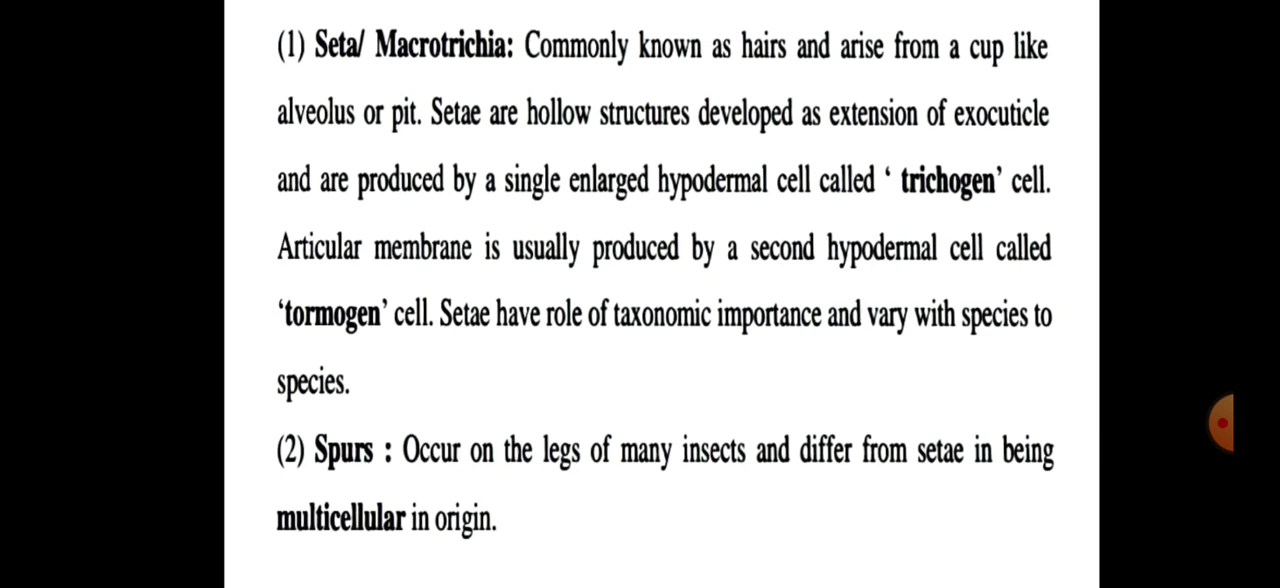 (1) Seta/ Macrotrichia: Commonly known as hairs and arise from a cup like
alveolus or pit. Setae are hollow structures developed as extension of exocuticle
and are produced by a single enlarged hypodermal cell called ‘ trichogen’ cell.
Articular membrane is usually produced by a second hypodermal cell called
‘tormogen’ cell. Setae have role of taxonomic importance and vary with species to
species.
(2) Spurs : Occur on the legs of many insects and differ from setae in being
multicellular in origin.